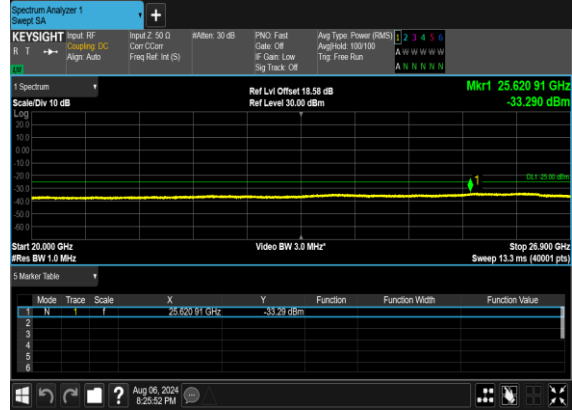 Spectrum Analyzer 1
Swept SA
+
KEYSIGHT Input: RF Input Z: 50 Ω #Atten: 30 dB PNO: Fast Avg Type: Power (RMS) 1 2 3 4 5 6
R T Coupling: DC Corr CCorr Gate: Off Avg|Hold: 100/100 A W W W W W
Align: Auto Freq Ref: Int (S) IF Gain: Low Trig: Free Run
Sig Track: Off A N N N N N
1 Spectrum Ref Lvl Offset 18.58 dB Mkr1 25.620 91 GHz
Scale/Div 10 dB Ref Level 30.00 dBm -33.290 dBm
Log
20.0
10.0
0.00
-10.0
-20.0
1 DL1 -25.00 dBm
-30.0
-40.0
-50.0
-60.0
Start 20.000 GHz Video BW 3.0 MHz* Stop 26.900 GHz
#Res BW 1.0 MHz Sweep 13.3 ms (40001 pts)
5 Marker Table
Mode Trace Scale X Y Function Function Width Function Value
1 N 1 f 25.620 91 GHz -33.29 dBm
2
3
4
5
6
? Aug 06, 2024
8:25:52 PM